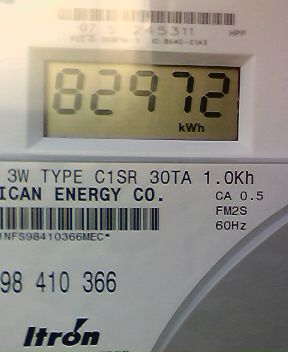 82972
kWh
3W TYPE C1SR 30TA 1.0Kh
ICAN ENERGY CO.
CA 0.5
FM2S
60Hz
1NFS98410366MEC*
98 410 366
Itron